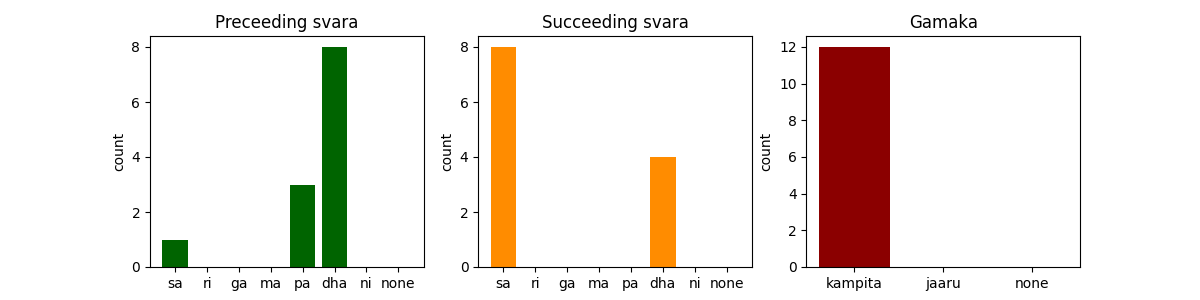 Preceeding svara
count
8
6
4
2
0
sa ri ga ma pa dha ni none
Succeeding svara
count
8
6
4
2
0
sa ri ga ma pa dha ni none
Gamaka
count
12
10
8
6
4
2
0
kampita jaaru none